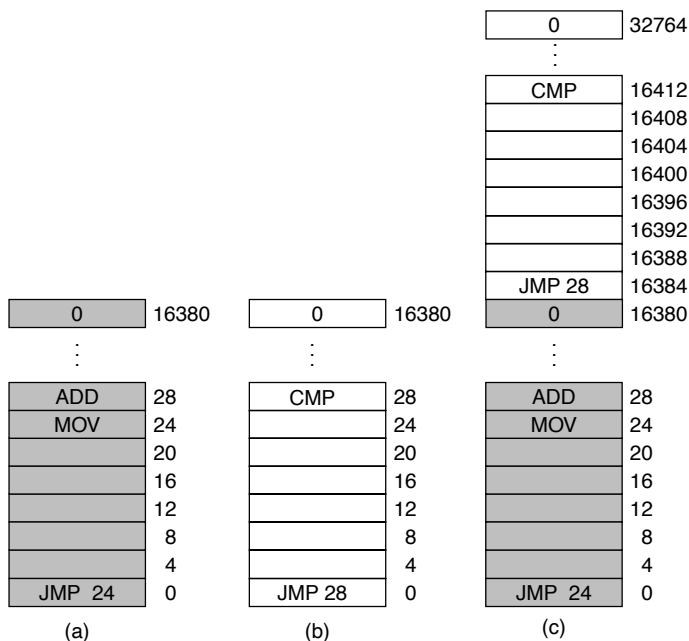 0 32764
CMP 16412
16408
16404
16400
16396
16392
16388
JMP 28 16384
0 16380
0 16380
0 16380
ADD 28
MOV 24
20
16
12
8
4
JMP 24 0
(a)
CMP 28
24
20
16
12
8
4
JMP 28 0
(b)
ADD 28
MOV 24
20
16
12
8
4
JMP 24 0
(c)